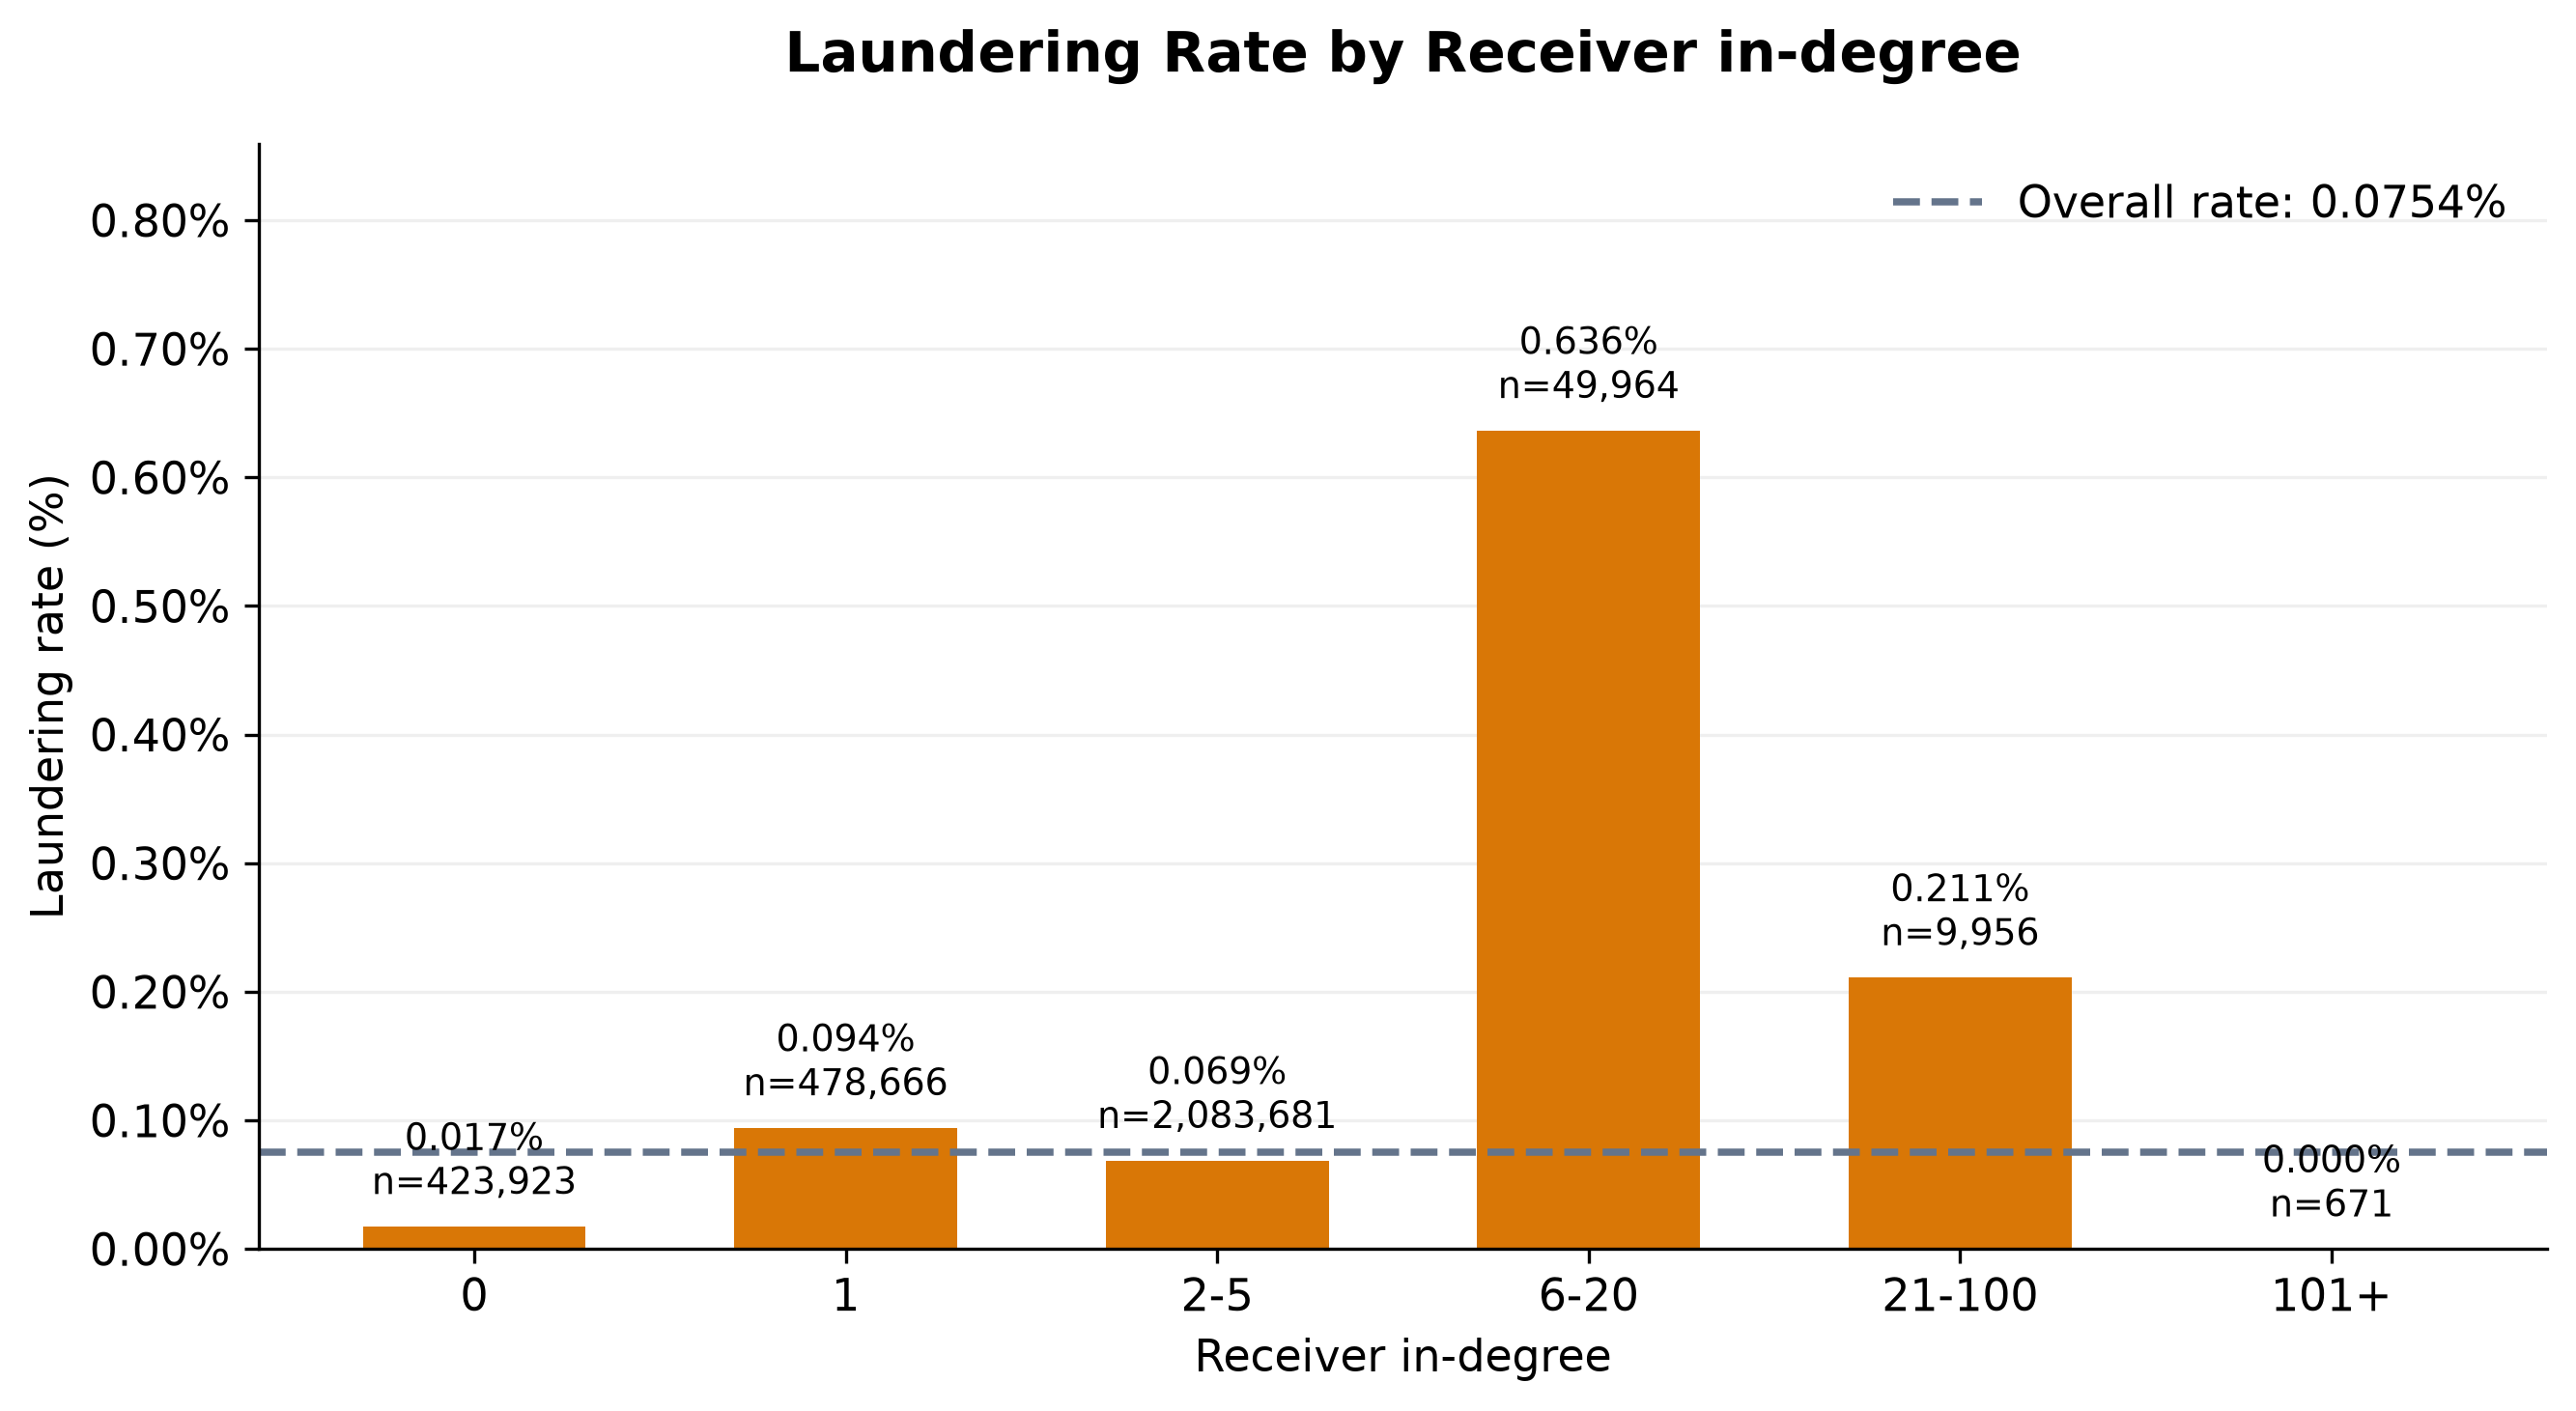 Laundering Rate by Receiver in-degree
Overall rate: 0.0754%
Laundering rate (%)
0.80%
0.70%
0.60%
0.50%
0.40%
0.30%
0.20%
0.10%
0.00%
0.017%
n=423,923
0.094%
n=478,666
0.069%
n=2,083,681
0.636%
n=49,964
0.211%
n=9,956
0.000%
n=671
0
1
2-5
6-20
21-100
101+
Receiver in-degree